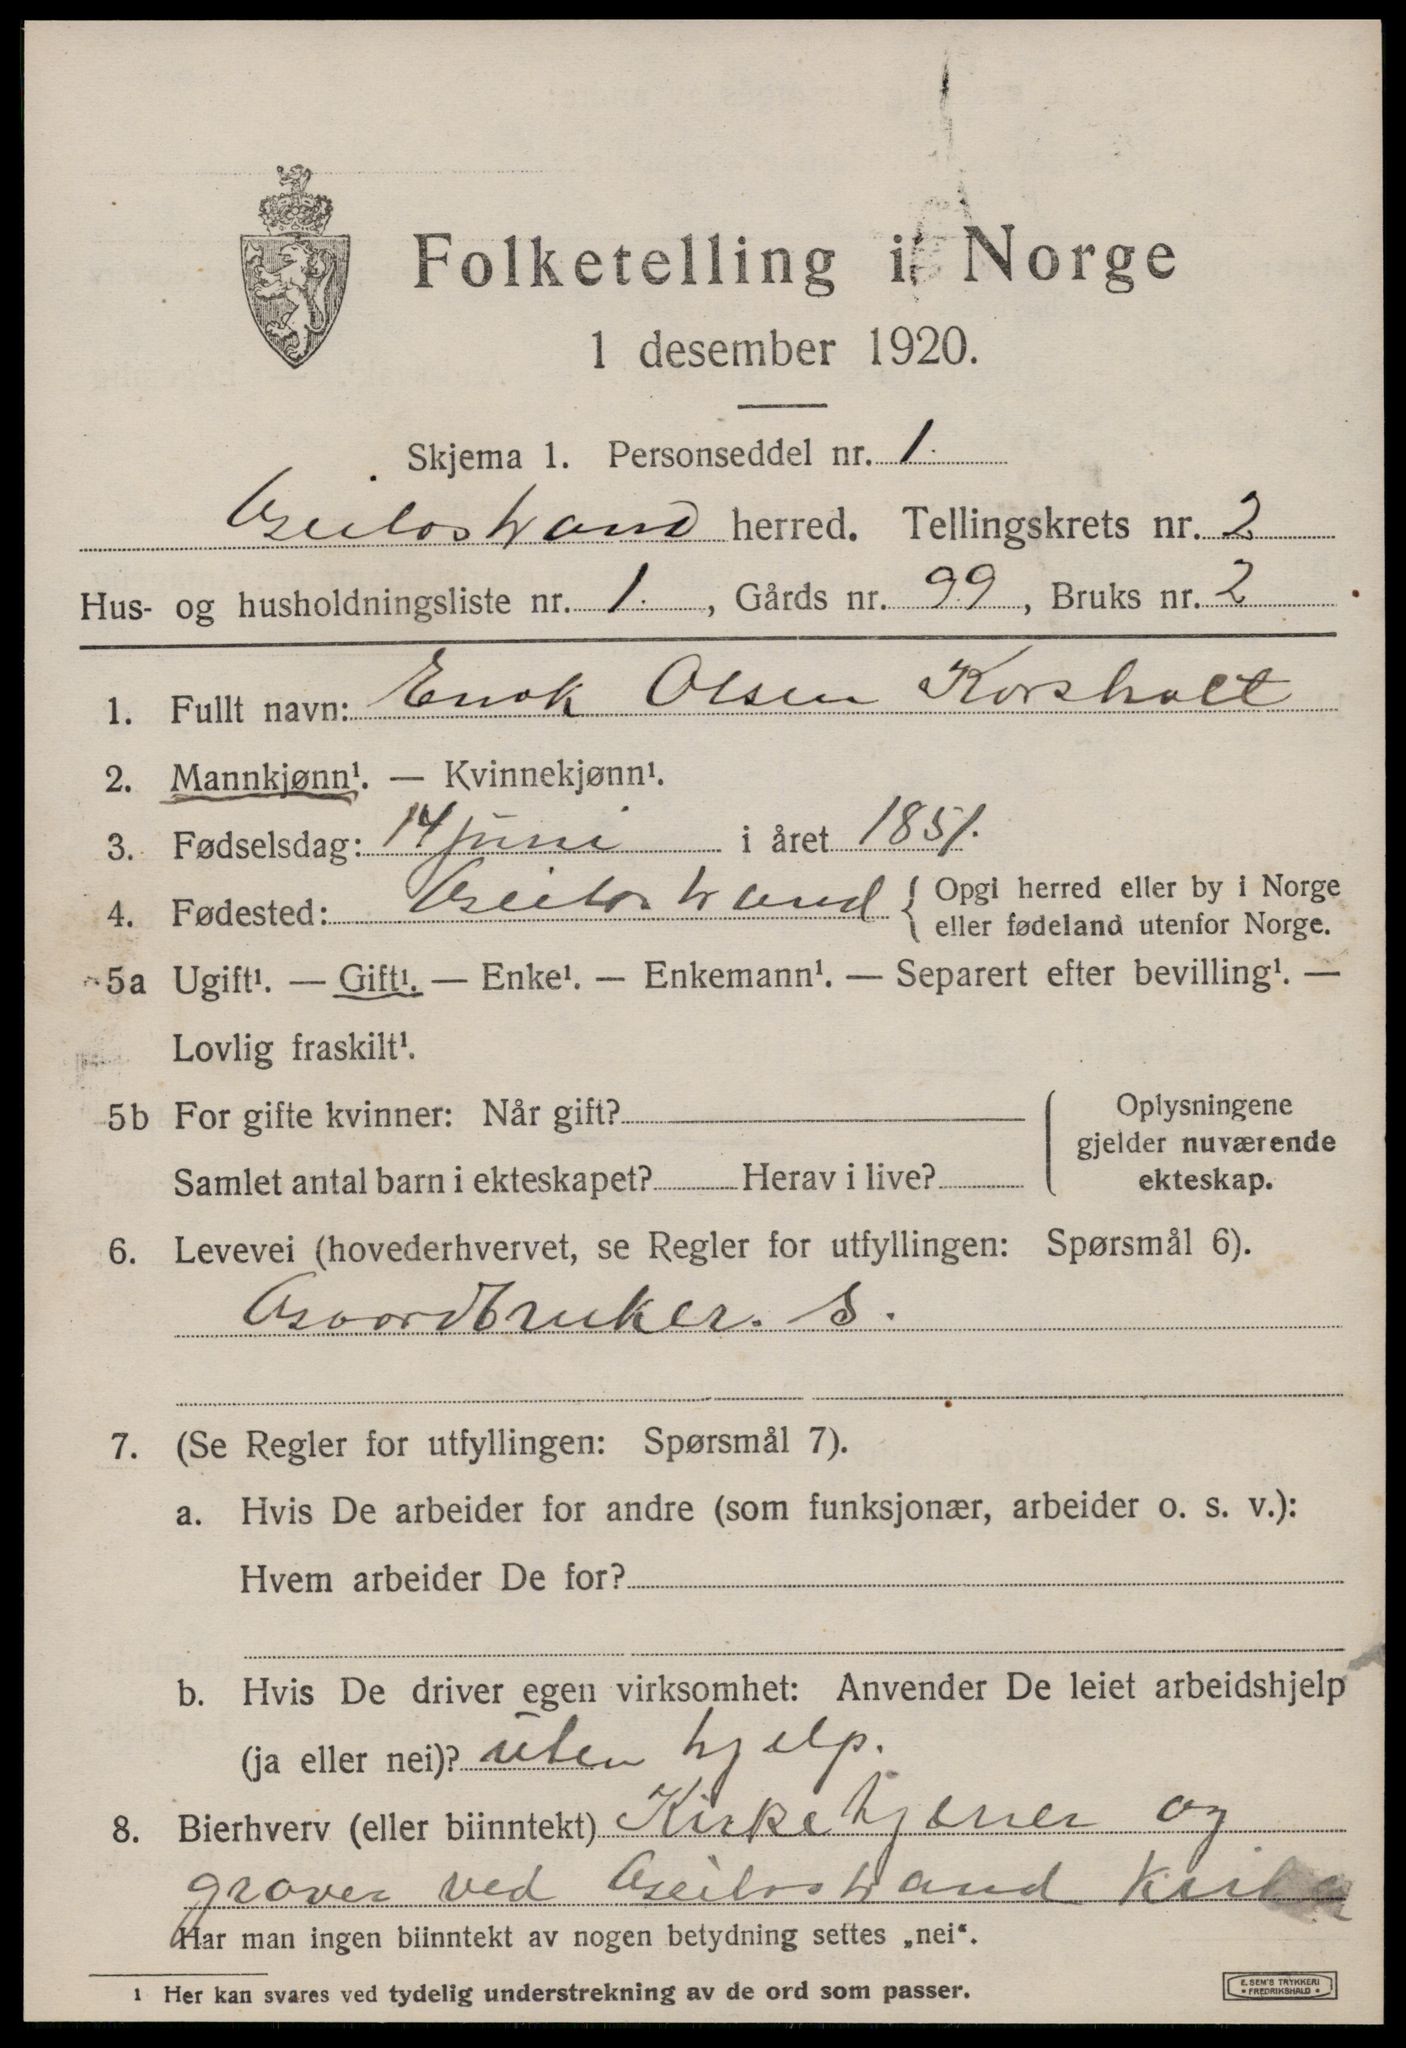 Folketelling i Norge
1 desember 1920.
Skjema 1. Personseddel nr. 1.
Geitastrand herred. Tellingskrets nr. 2
Hus- og husholdningsliste nr. 1., Gårds nr. 99, Bruks nr. 2
1. Fullt navn: Enok Olsen Korsholt
2. Mannkjønn¹. — Kvinnekjønn¹.
3. Fødselsdag: 14 juni i året 1851.
4. Fødested: Geitastrand { Opgi herred eller by i Norge
eller fødeland utenfor Norge.
5a Ugift¹. — Gift¹. — Enke¹. — Enkemann¹. — Separert efter bevilling¹. —
Lovlig fraskilt¹.
5b For gifte kvinner: Når gift?
Samlet antal barn i ekteskapet? Herav i live?
Oplysningene
gjelder nuværende
ekteskap.
6. Levevei (hovederhvervet, se Regler for utfyllingen: Spørsmål 6).
Gaardbruker. S.
7. (Se Regler for utfyllingen: Spørsmål 7).
a. Hvis De arbeider for andre (som funksjonær, arbeider o. s. v.):
Hvem arbeider De for?
b. Hvis De driver egen virksomhet: Anvender De leiet arbeidshjelp
(ja eller nei)? uten hjelp.
8. Bierhverv (eller biinntekt) Kirketjener og
graver ved Geitastrand Kirke
Har man ingen biinntekt av nogen betydning settes „nei“.
1 Her kan svares ved tydelig understrekning av de ord som passer.
E. SEM'S TRYKKERI
FREDRIKSHALD